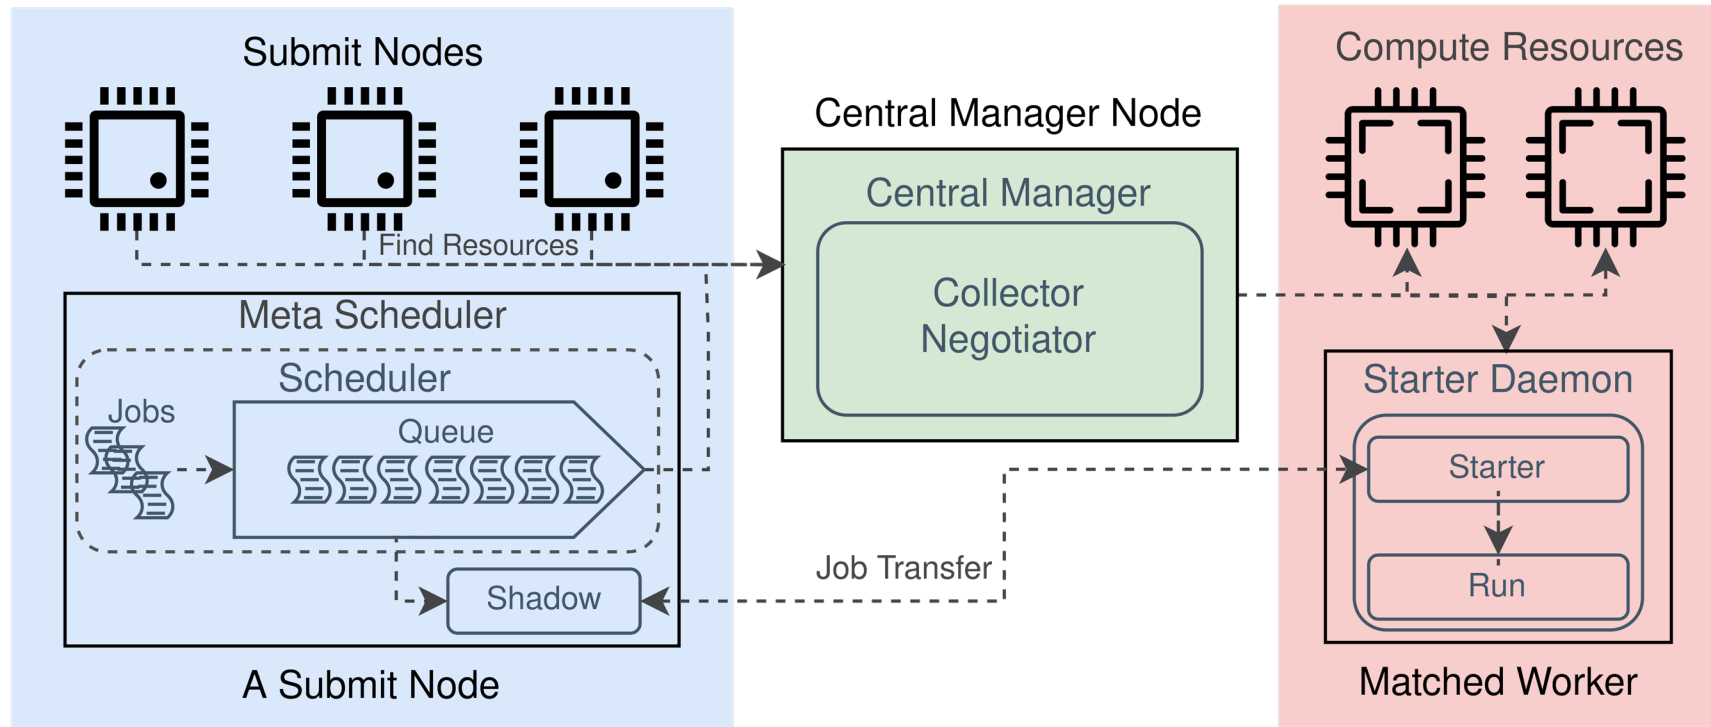 Submit Nodes
Find Resources
Meta Scheduler
Scheduler
Jobs
Queue
Shadow
A Submit Node
Central Manager Node
Central Manager
Collector
Negotiator
Job Transfer
Compute Resources
Starter Daemon
Starter
Run
Matched Worker